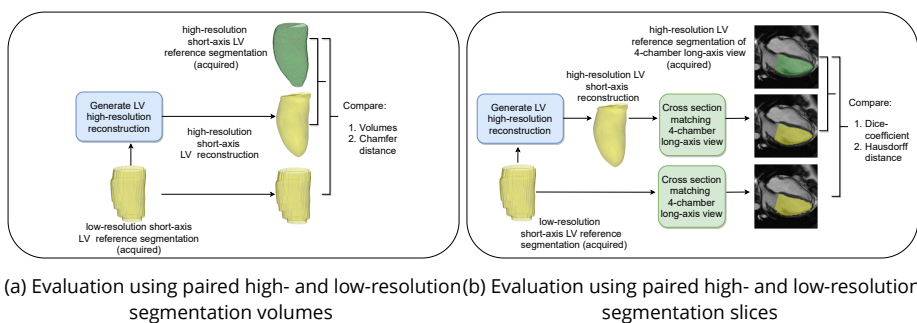 high-resolution
short-axis LV
reference segmentation
(acquired)
Generate LV
high-resolution
reconstruction
high-resolution
short-axis
LV reconstruction
Compare:
1. Volumes
2. Chamfer
distance
low-resolution short-axis
LV reference segmentation
(acquired)
high-resolution LV
reference segmentation of
4-chamber long-axis view
(acquired)
high-resolution LV
short-axis
reconstruction
Generate LV
high-resolution
reconstruction
Cross section
matching
4-chamber
long-axis view
Compare:
1. Dice-
coefficient
2. Hausdorff
distance
Cross section
matching
4-chamber
long-axis view
low-resolution
short-axis LV reference
segmentation (acquired)
(a) Evaluation using paired high- and low-resolution
segmentation volumes
(b) Evaluation using paired high- and low-resolution
segmentation slices